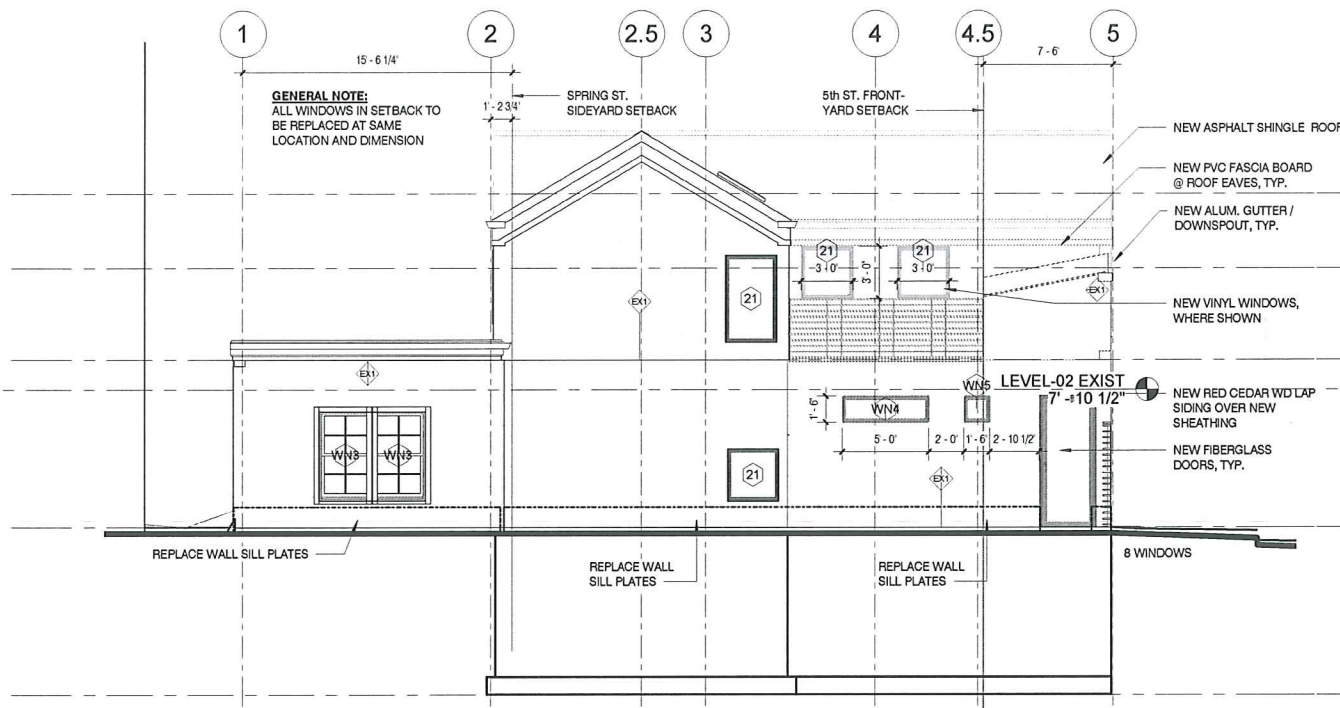 1
2
2.5
3
4
4.5
5
15' - 6 1/4'
7 - 6'
GENERAL NOTE:
ALL WINDOWS IN SETBACK TO
BE REPLACED AT SAME
LOCATION AND DIMENSION
1' - 2 3/4'
SPRING ST.
SIDEYARD SETBACK
5th ST. FRONT-
YARD SETBACK
NEW ASPHALT SHINGLE ROOF
NEW PVC FASCIA BOARD
@ ROOF EAVES, TYP.
NEW ALUM. GUTTER /
DOWNSPOUT, TYP.
21
3 - 0'
3' - 0'
21
3 - 0'
21
EX1
EX1
NEW VINYL WINDOWS,
WHERE SHOWN
EX1
WN5
LEVEL-02 EXIST
7' - 10 1/2"
NEW RED CEDAR WD LAP
SIDING OVER NEW
SHEATHING
1' - 6'
WN4
5 - 0'
2 - 0'
1' - 6'
2 - 10 1/2'
NEW FIBERGLASS
DOORS, TYP.
WN3
WN3
21
EX1
REPLACE WALL SILL PLATES
REPLACE WALL
SILL PLATES
REPLACE WALL
SILL PLATES
8 WINDOWS